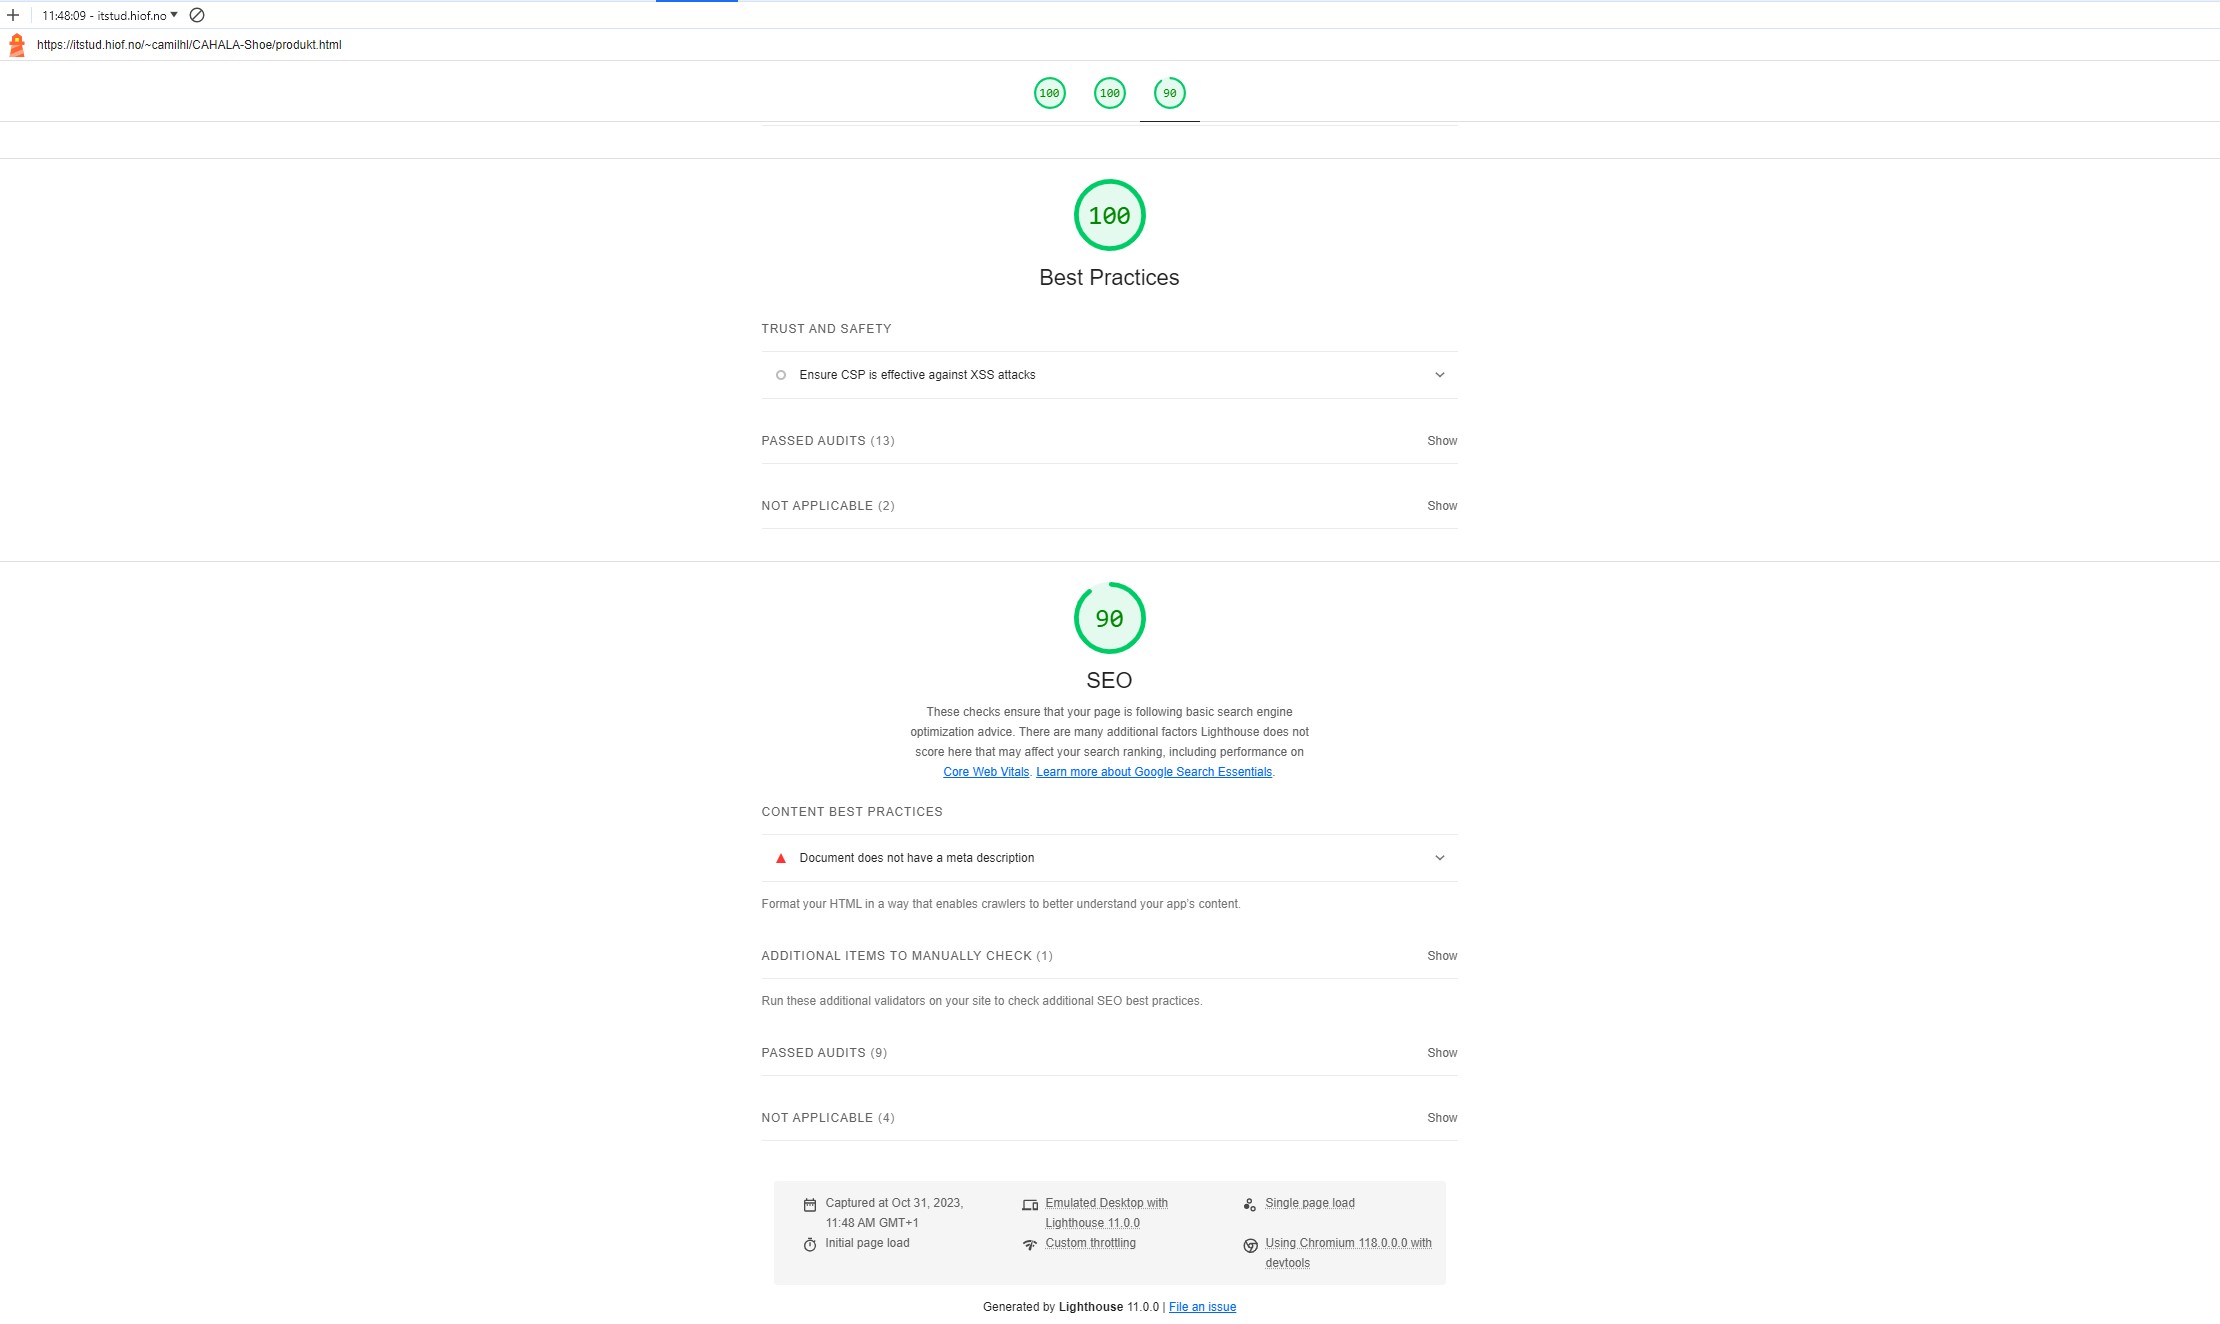 11:48:09 - itstud.hiof.no
https://itstud.hiof.no/~camilhl/CAHALA-Shoe/produkt.html
100 100 90
100
Best Practices
TRUST AND SAFETY
Ensure CSP is effective against XSS attacks
PASSED AUDITS (13) Show
NOT APPLICABLE (2) Show
90
SEO
These checks ensure that your page is following basic search engine
optimization advice. There are many additional factors Lighthouse does not
score here that may affect your search ranking, including performance on
Core Web Vitals. Learn more about Google Search Essentials.
CONTENT BEST PRACTICES
Document does not have a meta description
Format your HTML in a way that enables crawlers to better understand your app's content.
ADDITIONAL ITEMS TO MANUALLY CHECK (1) Show
Run these additional validators on your site to check additional SEO best practices.
PASSED AUDITS (9) Show
NOT APPLICABLE (4) Show
Captured at Oct 31, 2023,
11:48 AM GMT+1
Emulated Desktop with
Lighthouse 11.0.0
Single page load
Initial page load
Custom throttling
Using Chromium 118.0.0.0 with
devtools
Generated by Lighthouse 11.0.0 | File an issue